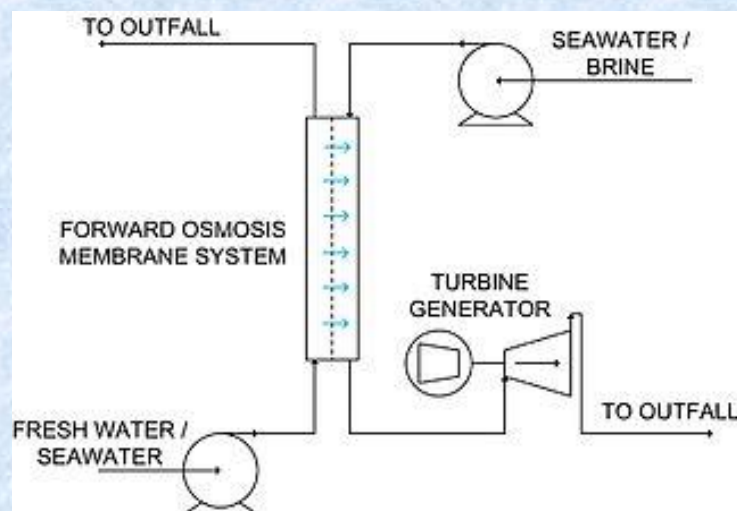 TO OUTFALL
SEAWATER /
BRINE
FORWARD OSMOSIS
MEMBRANE SYSTEM
TURBINE
GENERATOR
TO OUTFALL
FRESH WATER /
SEAWATER